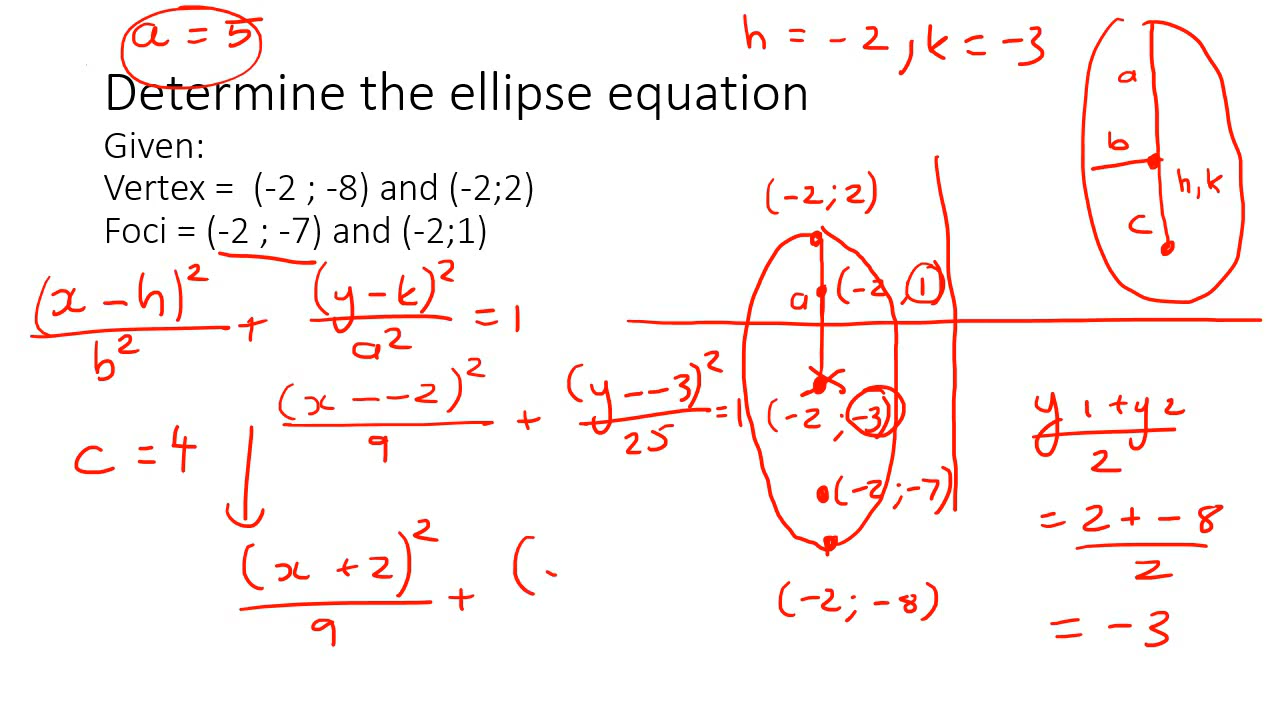 a = 5
h = -2, k = -3
Determine the ellipse equation
Given:
Vertex = (-2 ; -8) and (-2;2)
Foci = (-2 ; -7) and (-2;1)
(x - h)² / b² + (y - k)² / a² = 1
(x - -2)² / 9 + (y - -3)² / 25 = 1
c = 4
(x + 2)² / 9 + (
(-2; 2)
a
(-2, 1)
(-2 ; -3)
(-2 ; -7)
(-2; -8)
a
b
h, k
c
y1 + y2 / 2
= 2 + -8 / 2
= -3